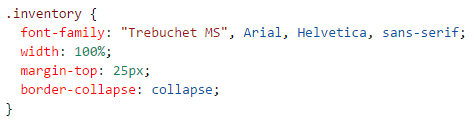 .inventory {
  font-family: "Trebuchet MS", Arial, Helvetica, sans-serif;
  width: 100%;
  margin-top: 25px;
  border-collapse: collapse;
}